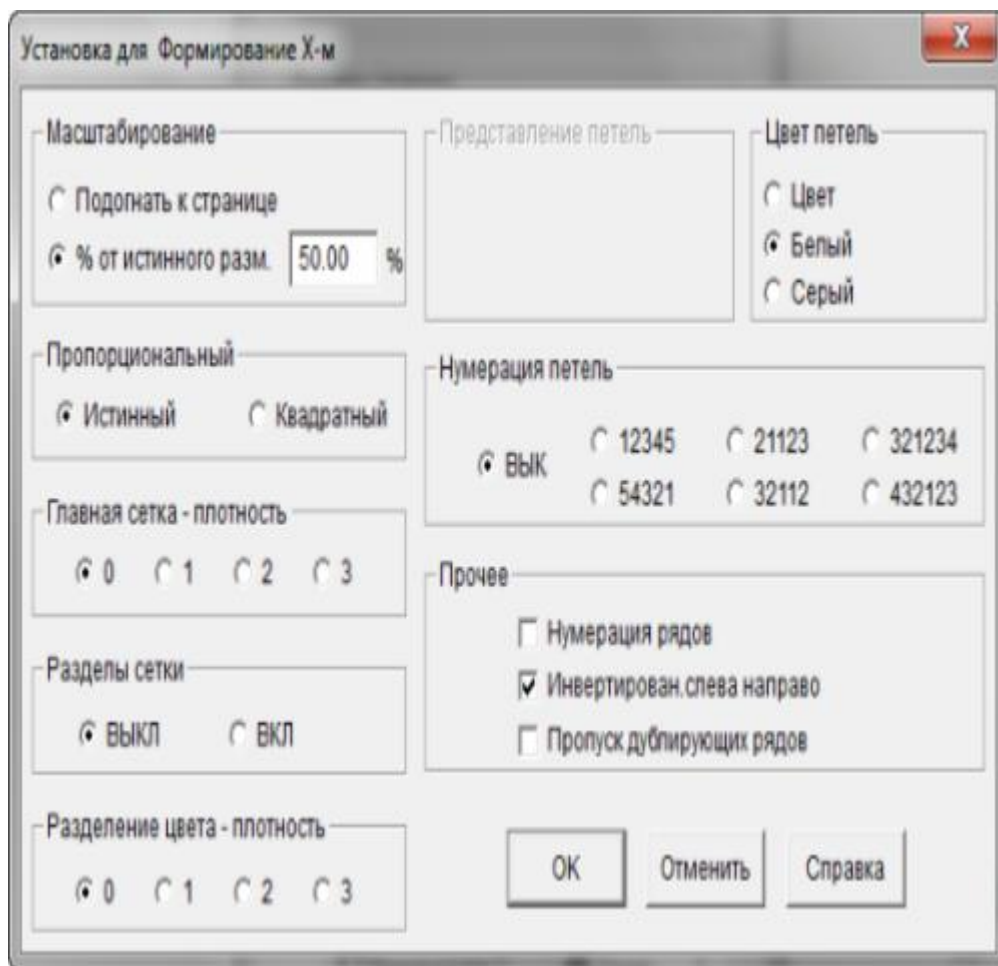 Установка для Формирование Х-м
X
Масштабирование
Подогнать к странице
% от истинного разм. 50.00 %
Представление петель
Цвет петель
Цвет
Белый
Серый
Пропорциональный
Истинный Квадратный
Нумерация петель
ВЫК
12345 21123 321234
54321 32112 432123
Главная сетка - плотность
0 1 2 3
Прочее
Нумерация рядов
Инвертирован.слева направо
Пропуск дублирующих рядов
Разделы сетки
ВЫКЛ ВКЛ
Разделение цвета - плотность
0 1 2 3
OK Отменить Справка